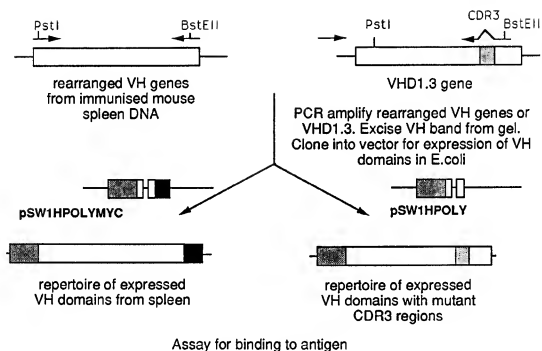 PstI
BstEII
rearranged VH genes
from immunised mouse
spleen DNA
CDR3
PstI
BstEII
VHD1.3 gene
PCR amplify rearranged VH genes or
VHD1.3. Excise VH band from gel.
Clone into vector for expression of VH
domains in E.coli
pSW1HPOLYMYC
pSW1HPOLY
repertoire of expressed
VH domains from spleen
repertoire of expressed
VH domains with mutant
CDR3 regions
Assay for binding to antigen